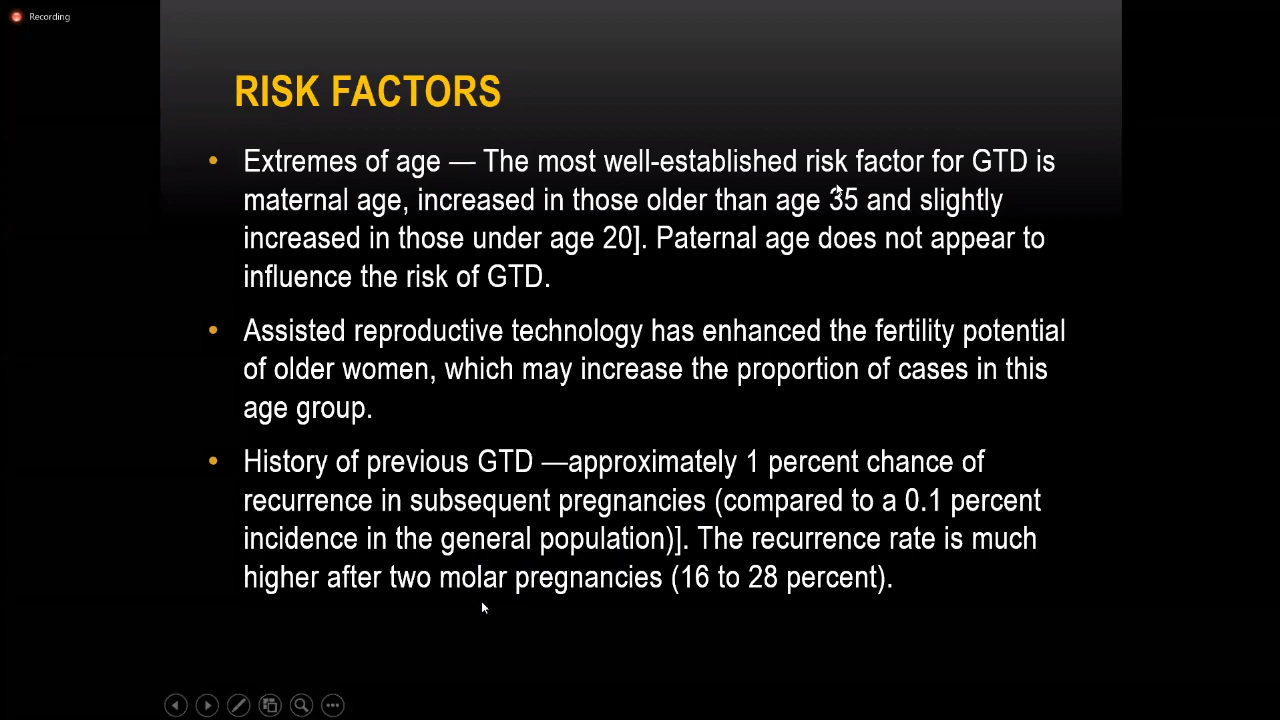 Recording
RISK FACTORS
• Extremes of age — The most well-established risk factor for GTD is
maternal age, increased in those older than age 35 and slightly
increased in those under age 20]. Paternal age does not appear to
influence the risk of GTD.
• Assisted reproductive technology has enhanced the fertility potential
of older women, which may increase the proportion of cases in this
age group.
• History of previous GTD —approximately 1 percent chance of
recurrence in subsequent pregnancies (compared to a 0.1 percent
incidence in the general population)]. The recurrence rate is much
higher after two molar pregnancies (16 to 28 percent).